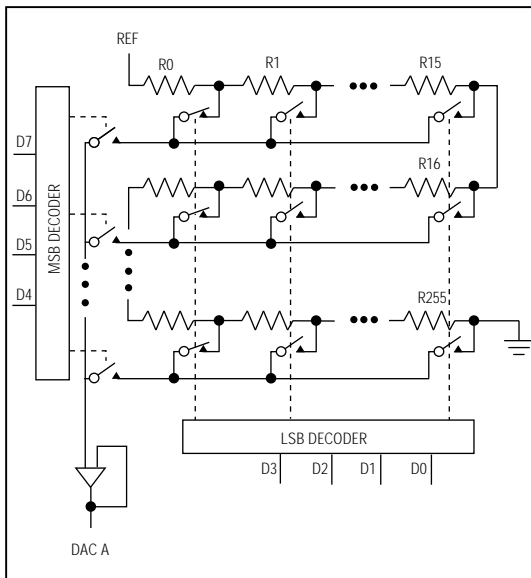 REF
R0
R1
R15
D7
R16
D6
MSB DECODER
D5
D4
R255
LSB DECODER
D3
D2
D1
D0
DAC A